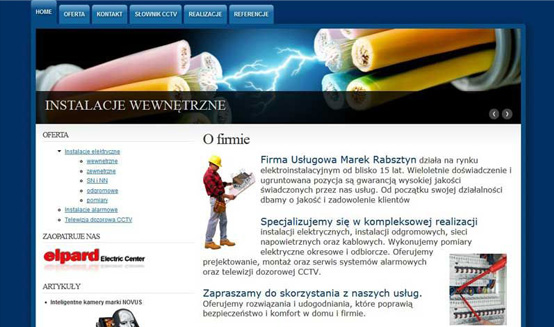 HOME
OFERTA
KONTAKT
SŁOWNIK CCTV
REALIZACJE
REFERENCJE
INSTALACJE WEWNĘTRZNE
OFERTA
Instalacje elektryczne
wewnętrzne
zewnętrzne
SN i NN
odgromowe
pomiary
Instalacje alarmowe
Telewizja dozorowa CCTV
ZAOPATRUJE NAS
elpard Electric Center
ARTYKUŁY
Inteligentne kamery marki NOVUS
O firmie
Firma Usługowa Marek Rabsztyn działa na rynku
elektroinstalacyjnym od blisko 15 lat. Wieloletnie doświadczenie i
ugruntowana pozycja są gwarancją wysokiej jakości
świadczonych przez nas usług. Od początku swojej działalności
dbamy o jakość i zadowolenie klientów
Specjalizujemy się w kompleksowej realizacji
instalacji elektrycznych, instalacji odgromowych, sieci
napowietrznych oraz kablowych. Wykonujemy pomiary
elektryczne okresowe i odbiorcze. Oferujemy
projektowanie, montaż oraz serwis systemów alarmowych
oraz telewizji dozorowej CCTV.
Zapraszamy do skorzystania z naszych usług.
Oferujemy rozwiązania i udogodniania, które poprawią
bezpieczeństwo i komfort w domu i firmie.